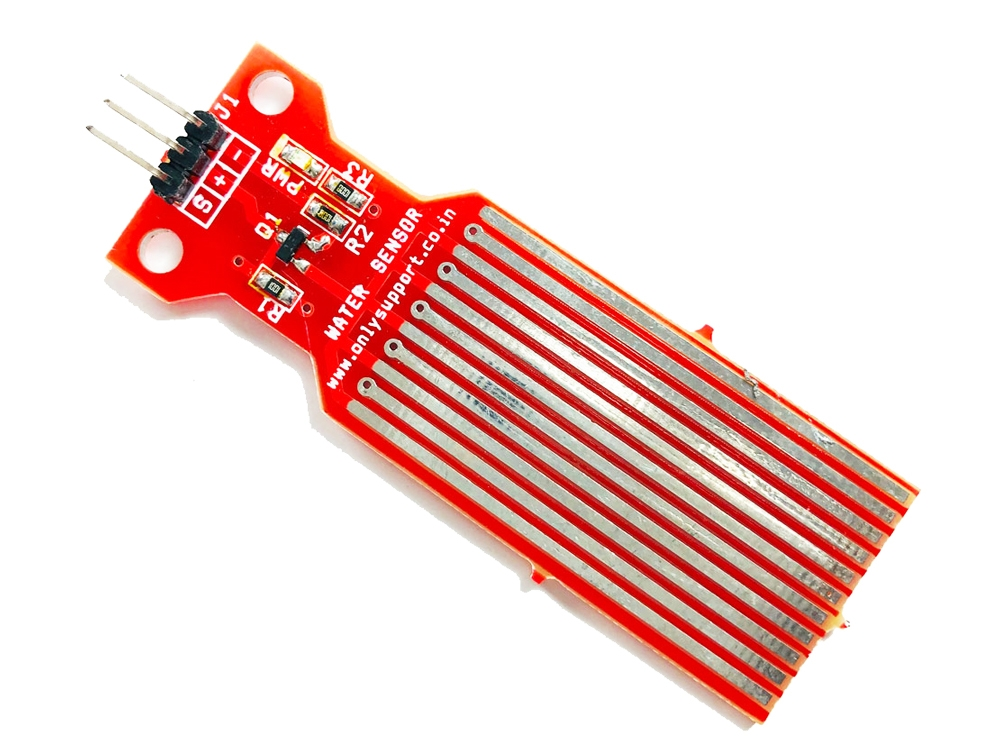 J1
S + -
PWR
R3
R2
Q1
R1
WATER SENSOR
www.onlysupport.co.in